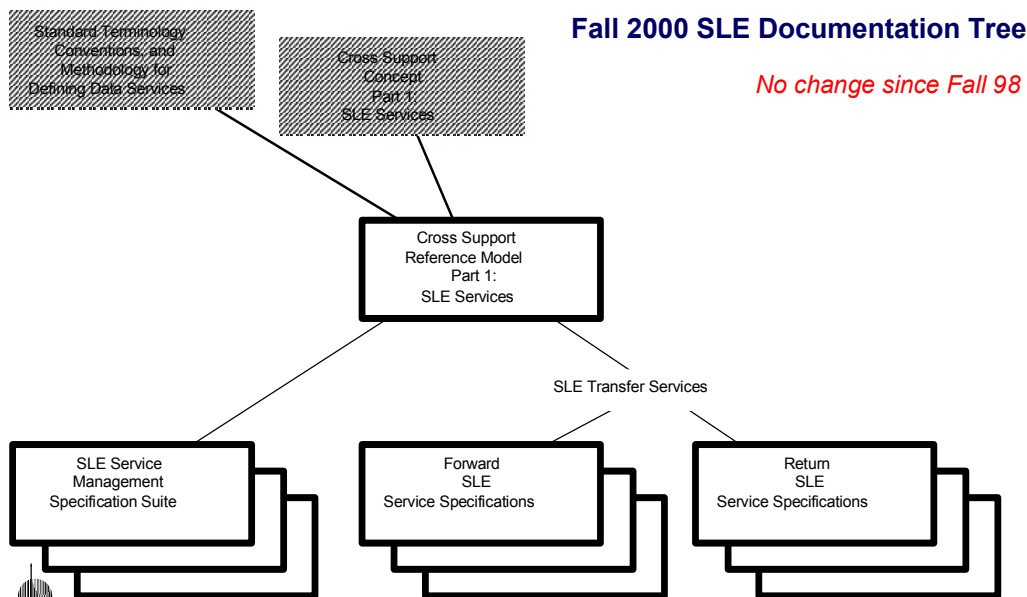 Fall 2000 SLE Documentation Tree
No change since Fall 98
Standard Terminology
Conventions, and
Methodology for
Defining Data Services
Cross Support
Concept
Part 1:
SLE Services
Cross Support
Reference Model
Part 1:
SLE Services
SLE Transfer Services
SLE Service
Management
Specification Suite
Forward
SLE
Service Specifications
Return
SLE
Service Specifications